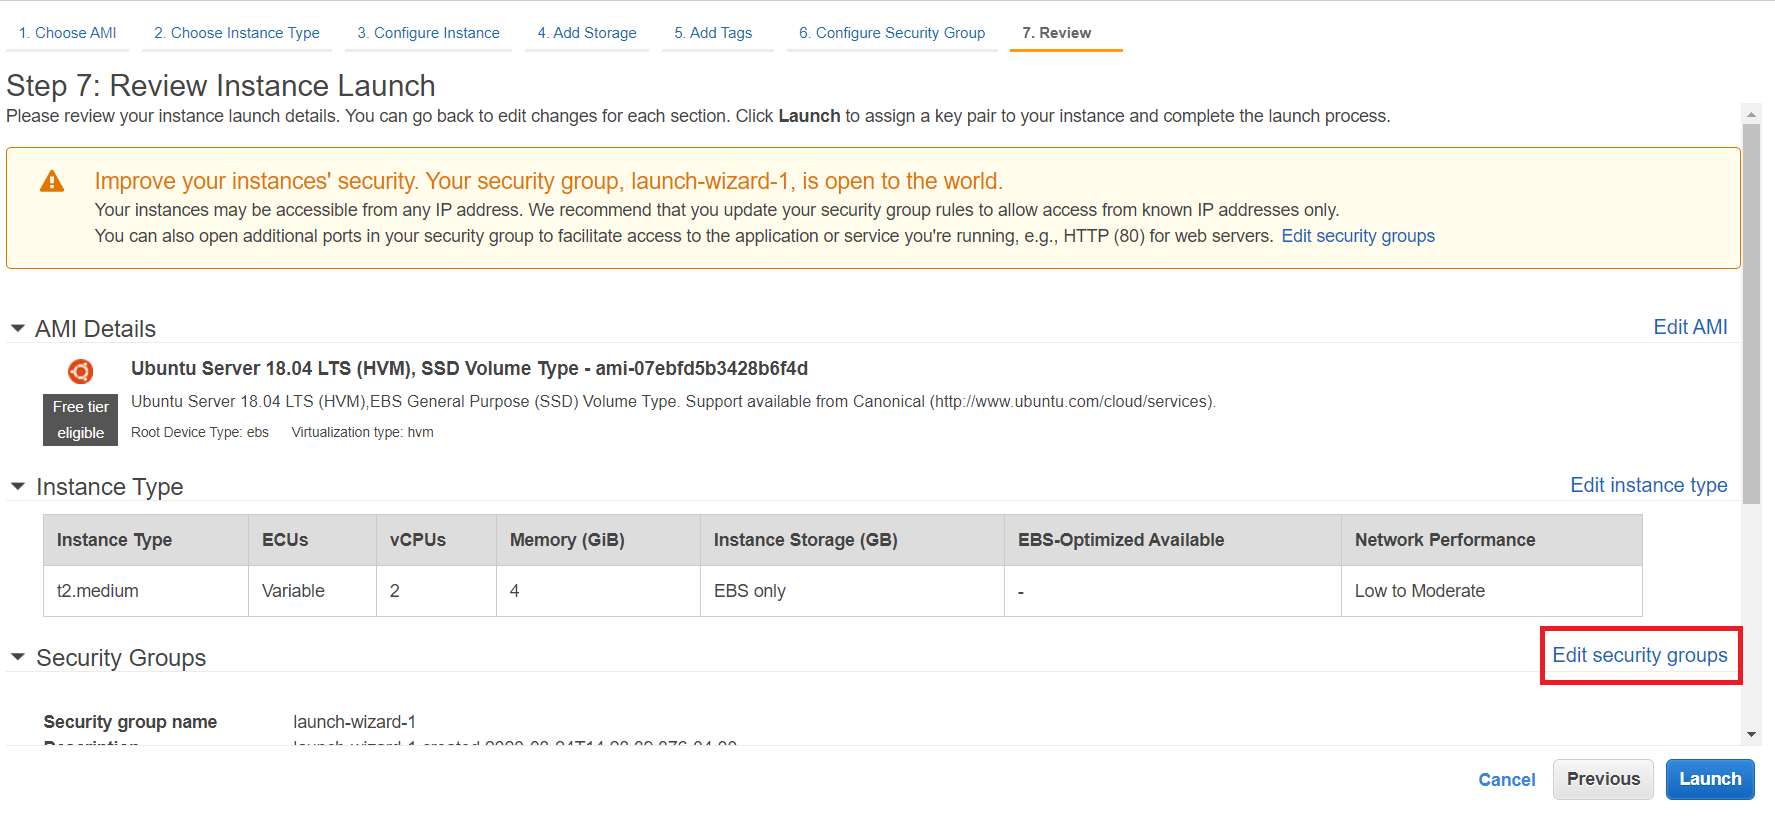 1. Choose AMI 2. Choose Instance Type 3. Configure Instance 4. Add Storage 5. Add Tags 6. Configure Security Group 7. Review
Step 7: Review Instance Launch
Please review your instance launch details. You can go back to edit changes for each section. Click Launch to assign a key pair to your instance and complete the launch process.
Improve your instances' security. Your security group, launch-wizard-1, is open to the world.
Your instances may be accessible from any IP address. We recommend that you update your security group rules to allow access from known IP addresses only.
You can also open additional ports in your security group to facilitate access to the application or service you're running, e.g., HTTP (80) for web servers. Edit security groups
AMI Details Edit AMI
Ubuntu Server 18.04 LTS (HVM), SSD Volume Type - ami-07ebfd5b3428b6f4d
Free tier
eligible
Ubuntu Server 18.04 LTS (HVM),EBS General Purpose (SSD) Volume Type. Support available from Canonical (http://www.ubuntu.com/cloud/services).
Root Device Type: ebs Virtualization type: hvm
Instance Type Edit instance type
Instance Type ECUs vCPUs Memory (GiB) Instance Storage (GB) EBS-Optimized Available Network Performance
t2.medium Variable 2 4 EBS only - Low to Moderate
Security Groups Edit security groups
Security group name launch-wizard-1
Description launch-wizard-1 created
Cancel Previous Launch